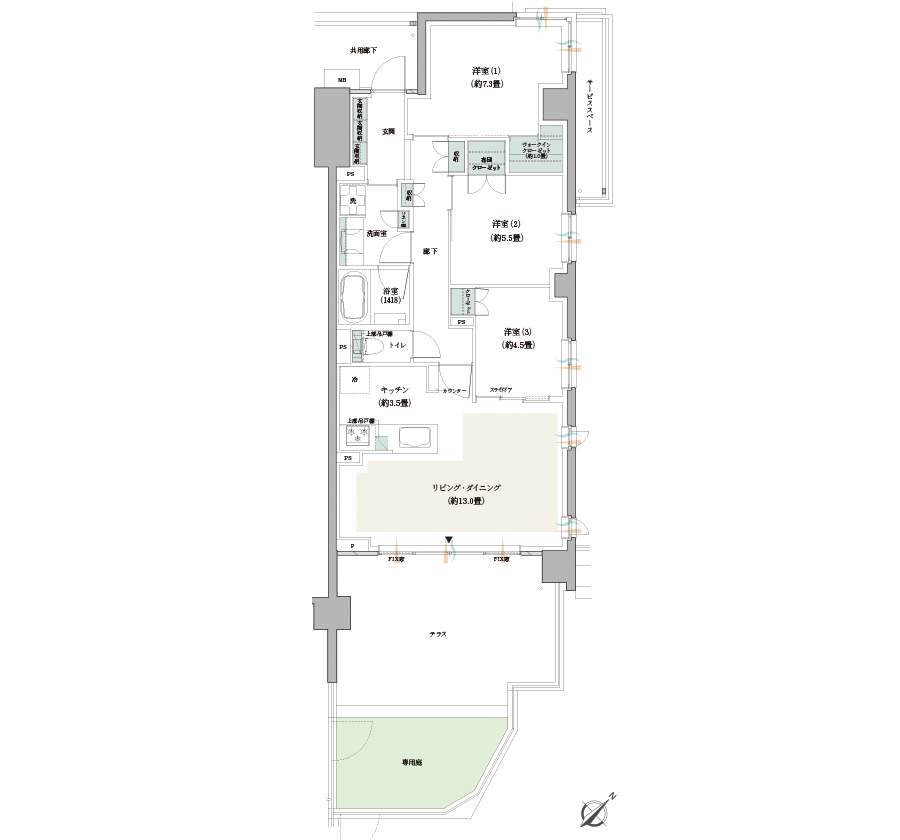 共用廊下
MB
洋室(1)
(約7.3畳)
サービススペース
玄関収納
玄関収納
玄関収納
玄関
収納
布団
クローゼット
ウォークイン
クローゼット
(約1.0畳)
PS
洗
収納
リネン庫
洗面室
廊下
洋室(2)
(約5.5畳)
浴室
(1418)
クローゼット
PS
洋室(3)
(約4.5畳)
PS
上部吊戸棚
トイレ
冷
キッチン
(約3.5畳)
カウンター
スライドドア
上部吊戸棚
PS
リビング・ダイニング
(約13.0畳)
P
FIX窓
FIX窓
テラス
専用庭
N